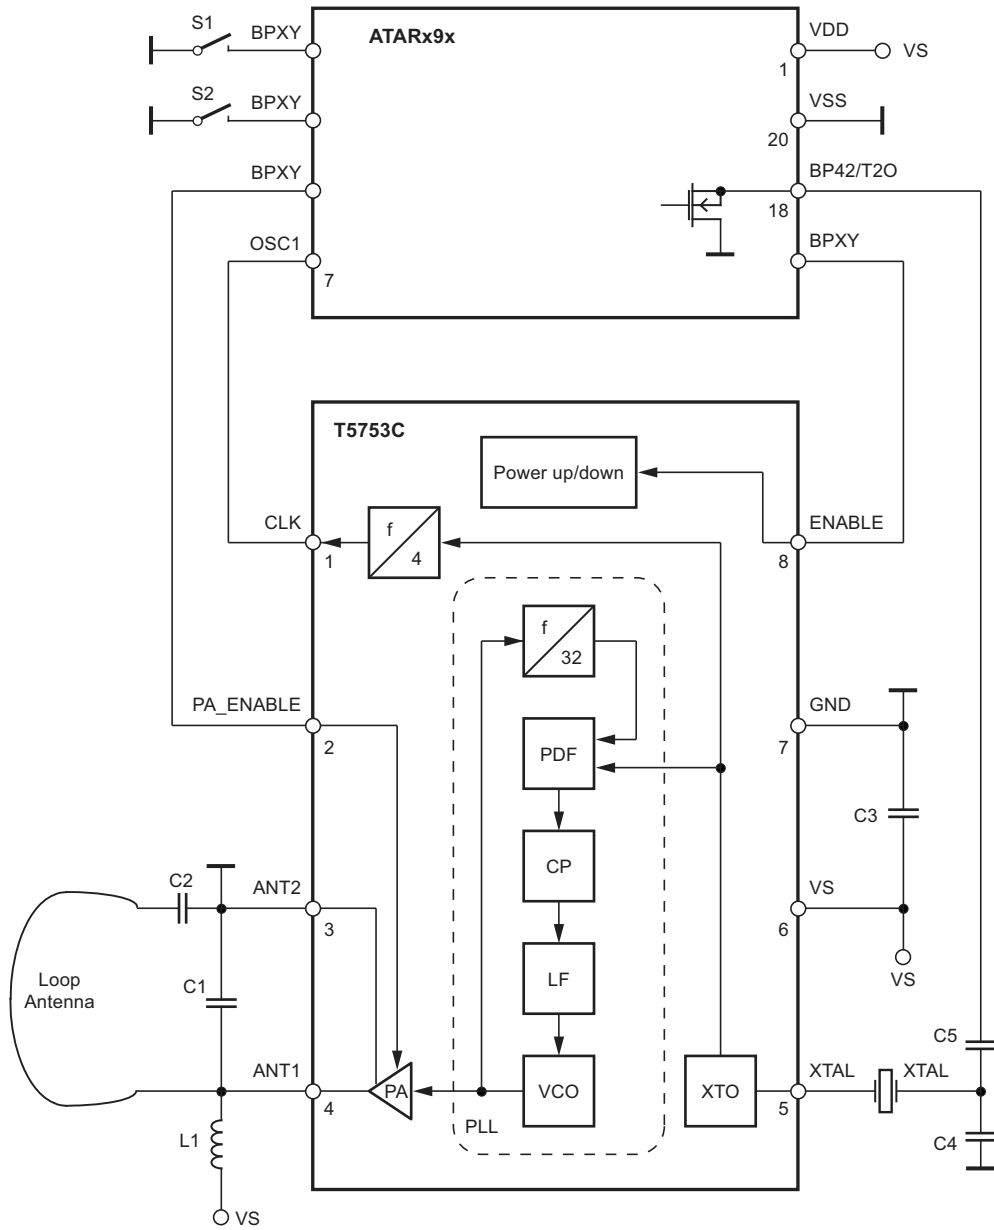 S1
BPXY
ATARx9x
VDD
1
VS
S2
BPXY
VSS
20
BPXY
BP42/T2O
18
OSC1
7
BPXY
T5753C
Power up/down
CLK
1
f
4
ENABLE
8
f
32
PA_ENABLE
2
GND
7
PDF
C3
CP
C2
ANT2
3
VS
6
VS
Loop
Antenna
C1
LF
C5
ANT1
4
PA
VCO
XTO
XTAL
5
XTAL
PLL
L1
C4
VS